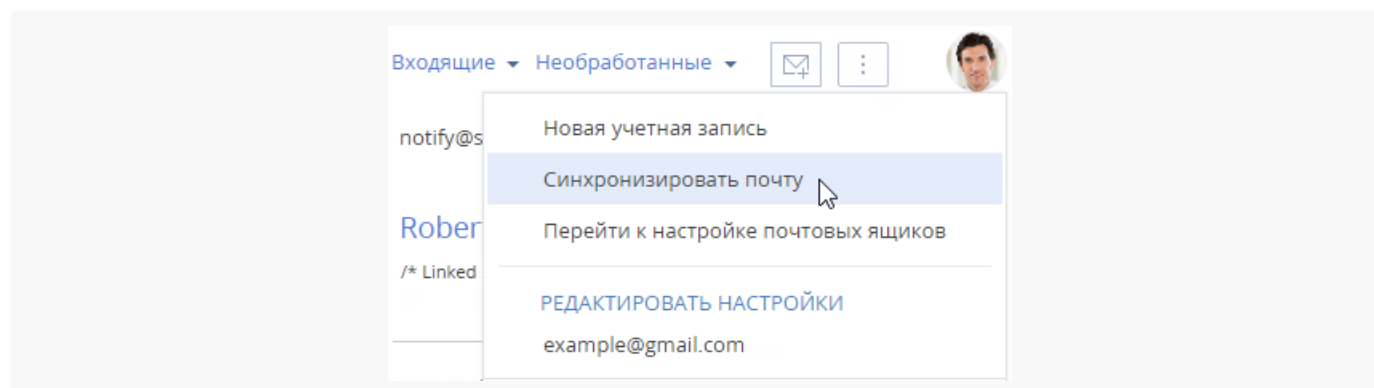 Входящие Необработанные
Новая учетная запись
notify@s
Синхронизировать почту
Rober
Перейти к настройке почтовых ящиков
/* Linked
РЕДАКТИРОВАТЬ НАСТРОЙКИ
example@gmail.com